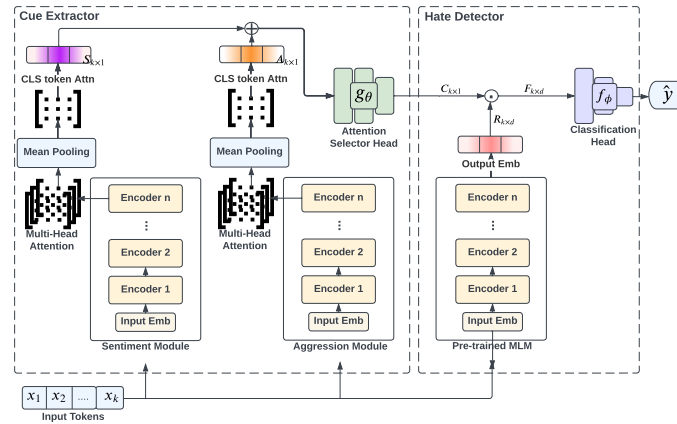 Cue Extractor
Hate Detector
S_{k×1}
A_{k×1}
CLS token Attn
CLS token Attn
g_θ
Attention
Selector Head
C_{k×1}
F_{k×d}
R_{k×d}
f_ϕ
Classification
Head
ŷ
Mean Pooling
Mean Pooling
Output Emb
Multi-Head
Attention
Encoder n
⋮
Encoder 2
Encoder 1
Input Emb
Sentiment Module
Multi-Head
Attention
Encoder n
⋮
Encoder 2
Encoder 1
Input Emb
Aggression Module
Encoder n
⋮
Encoder 2
Encoder 1
Input Emb
Pre-trained MLM
x_1 x_2 .... x_k
Input Tokens